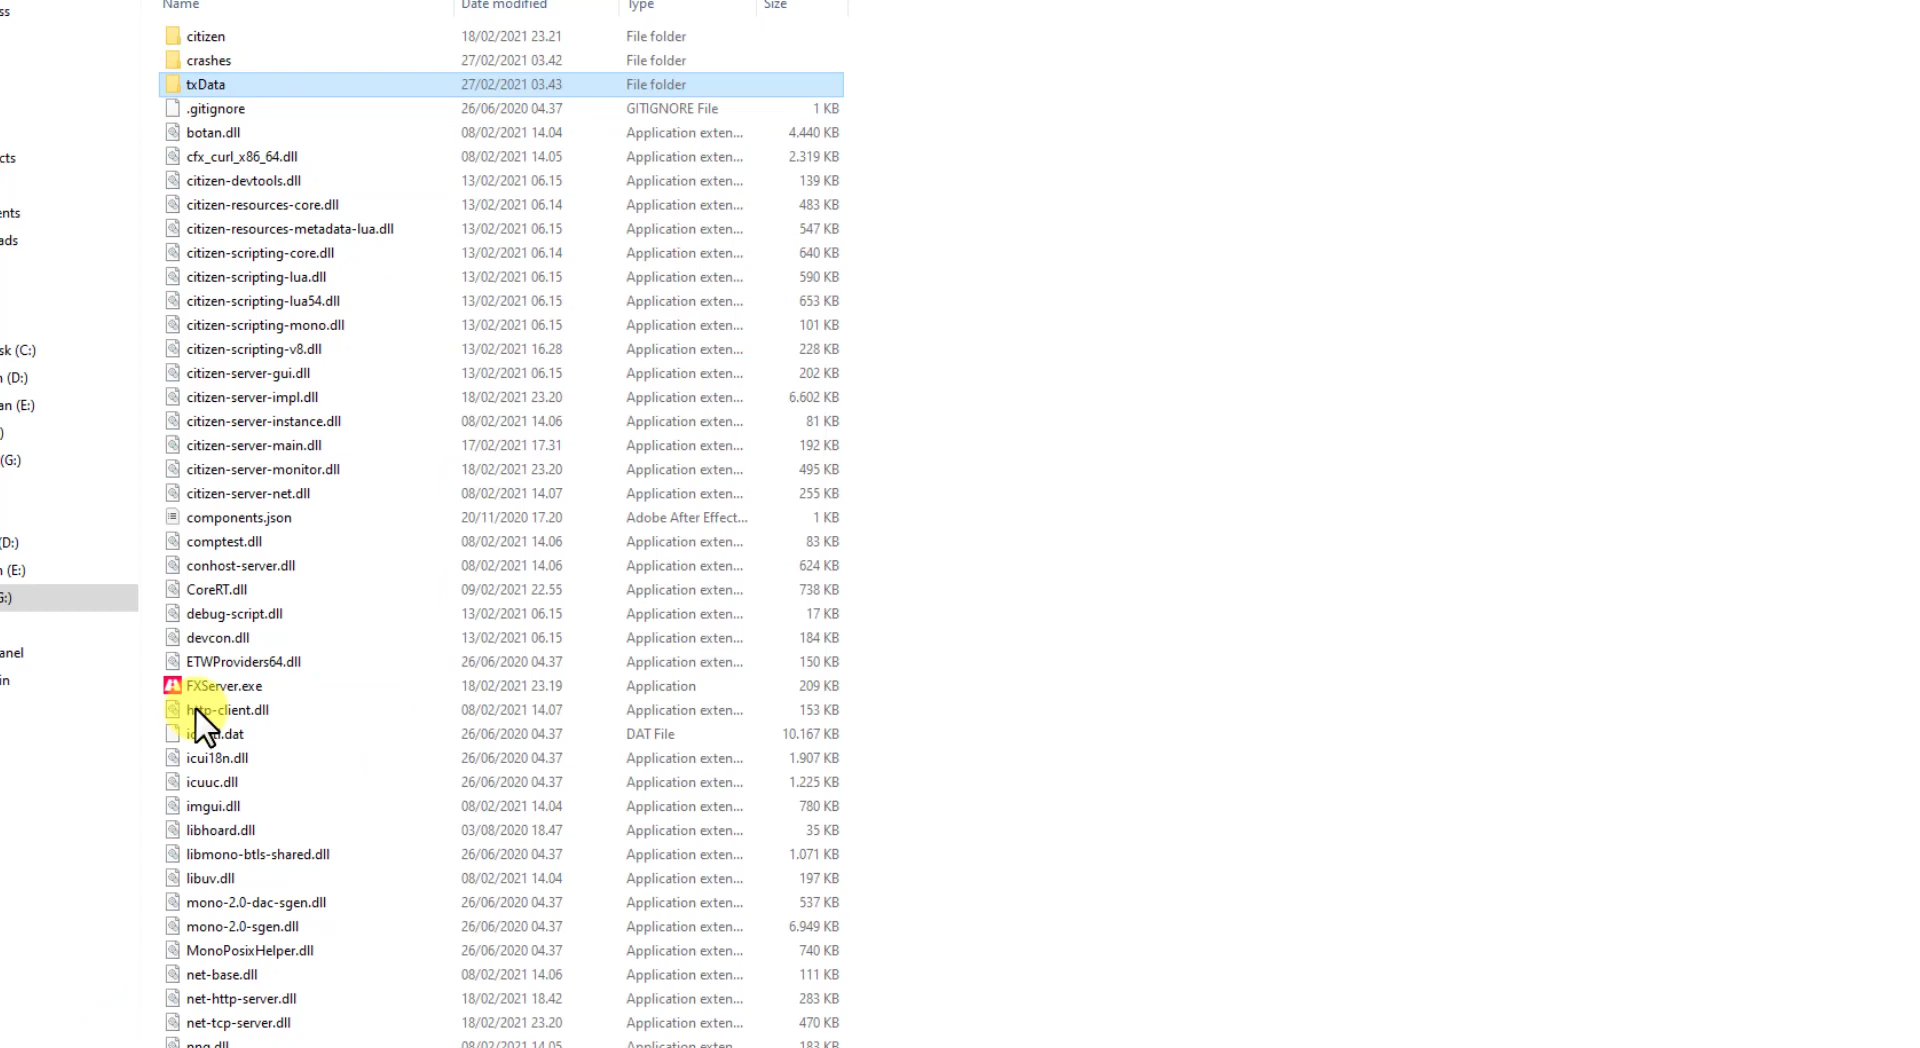 ss
Name Date modified Type Size
citizen 18/02/2021 23.21 File folder
crashes 27/02/2021 03.42 File folder
txData 27/02/2021 03.43 File folder
.gitignore 26/06/2020 04.37 GITIGNORE File 1 KB
botan.dll 08/02/2021 14.04 Application exten... 4.440 KB
cts cfx_curl_x86_64.dll 08/02/2021 14.05 Application exten... 2.319 KB
citizen-devtools.dll 13/02/2021 06.15 Application exten... 139 KB
ents citizen-resources-core.dll 13/02/2021 06.14 Application exten... 483 KB
ads citizen-resources-metadata-lua.dll 13/02/2021 06.15 Application exten... 547 KB
citizen-scripting-core.dll 13/02/2021 06.14 Application exten... 640 KB
citizen-scripting-lua.dll 13/02/2021 06.15 Application exten... 590 KB
citizen-scripting-lua54.dll 13/02/2021 06.15 Application exten... 653 KB
citizen-scripting-mono.dll 13/02/2021 06.15 Application exten... 101 KB
sk (C:) citizen-scripting-v8.dll 13/02/2021 16.28 Application exten... 228 KB
n (D:) citizen-server-gui.dll 13/02/2021 06.15 Application exten... 202 KB
an (E:) citizen-server-impl.dll 18/02/2021 23.20 Application exten... 6.602 KB
) citizen-server-instance.dll 08/02/2021 14.06 Application exten... 81 KB
citizen-server-main.dll 17/02/2021 17.31 Application exten... 192 KB
(G:) citizen-server-monitor.dll 18/02/2021 23.20 Application exten... 495 KB
citizen-server-net.dll 08/02/2021 14.07 Application exten... 255 KB
components.json 20/11/2020 17.20 Adobe After Effect... 1 KB
(D:) comptest.dll 08/02/2021 14.06 Application exten... 83 KB
n (E:) conhost-server.dll 08/02/2021 14.06 Application exten... 624 KB
G:) CoreRT.dll 09/02/2021 22.55 Application exten... 738 KB
debug-script.dll 13/02/2021 06.15 Application exten... 17 KB
devcon.dll 13/02/2021 06.15 Application exten... 184 KB
anel ETWProviders64.dll 26/06/2020 04.37 Application exten... 150 KB
in FXServer.exe 18/02/2021 23.19 Application 209 KB
http-client.dll 08/02/2021 14.07 Application exten... 153 KB
26/06/2020 04.37 DAT File 10.167 KB
icui18n.dll 26/06/2020 04.37 Application exten... 1.907 KB
icuuc.dll 26/06/2020 04.37 Application exten... 1.225 KB
imgui.dll 08/02/2021 14.04 Application exten... 780 KB
libhoard.dll 03/08/2020 18.47 Application exten... 35 KB
libmono-btls-shared.dll 26/06/2020 04.37 Application exten... 1.071 KB
libuv.dll 08/02/2021 14.04 Application exten... 197 KB
mono-2.0-dac-sgen.dll 26/06/2020 04.37 Application exten... 537 KB
mono-2.0-sgen.dll 26/06/2020 04.37 Application exten... 6.949 KB
MonoPosixHelper.dll 26/06/2020 04.37 Application exten... 740 KB
net-base.dll 08/02/2021 14.06 Application exten... 111 KB
net-http-server.dll 18/02/2021 18.42 Application exten... 283 KB
net-tcp-server.dll 18/02/2021 23.20 Application exten... 470 KB
nng.dll 08/02/2021 14.05 Application exten 183 KB